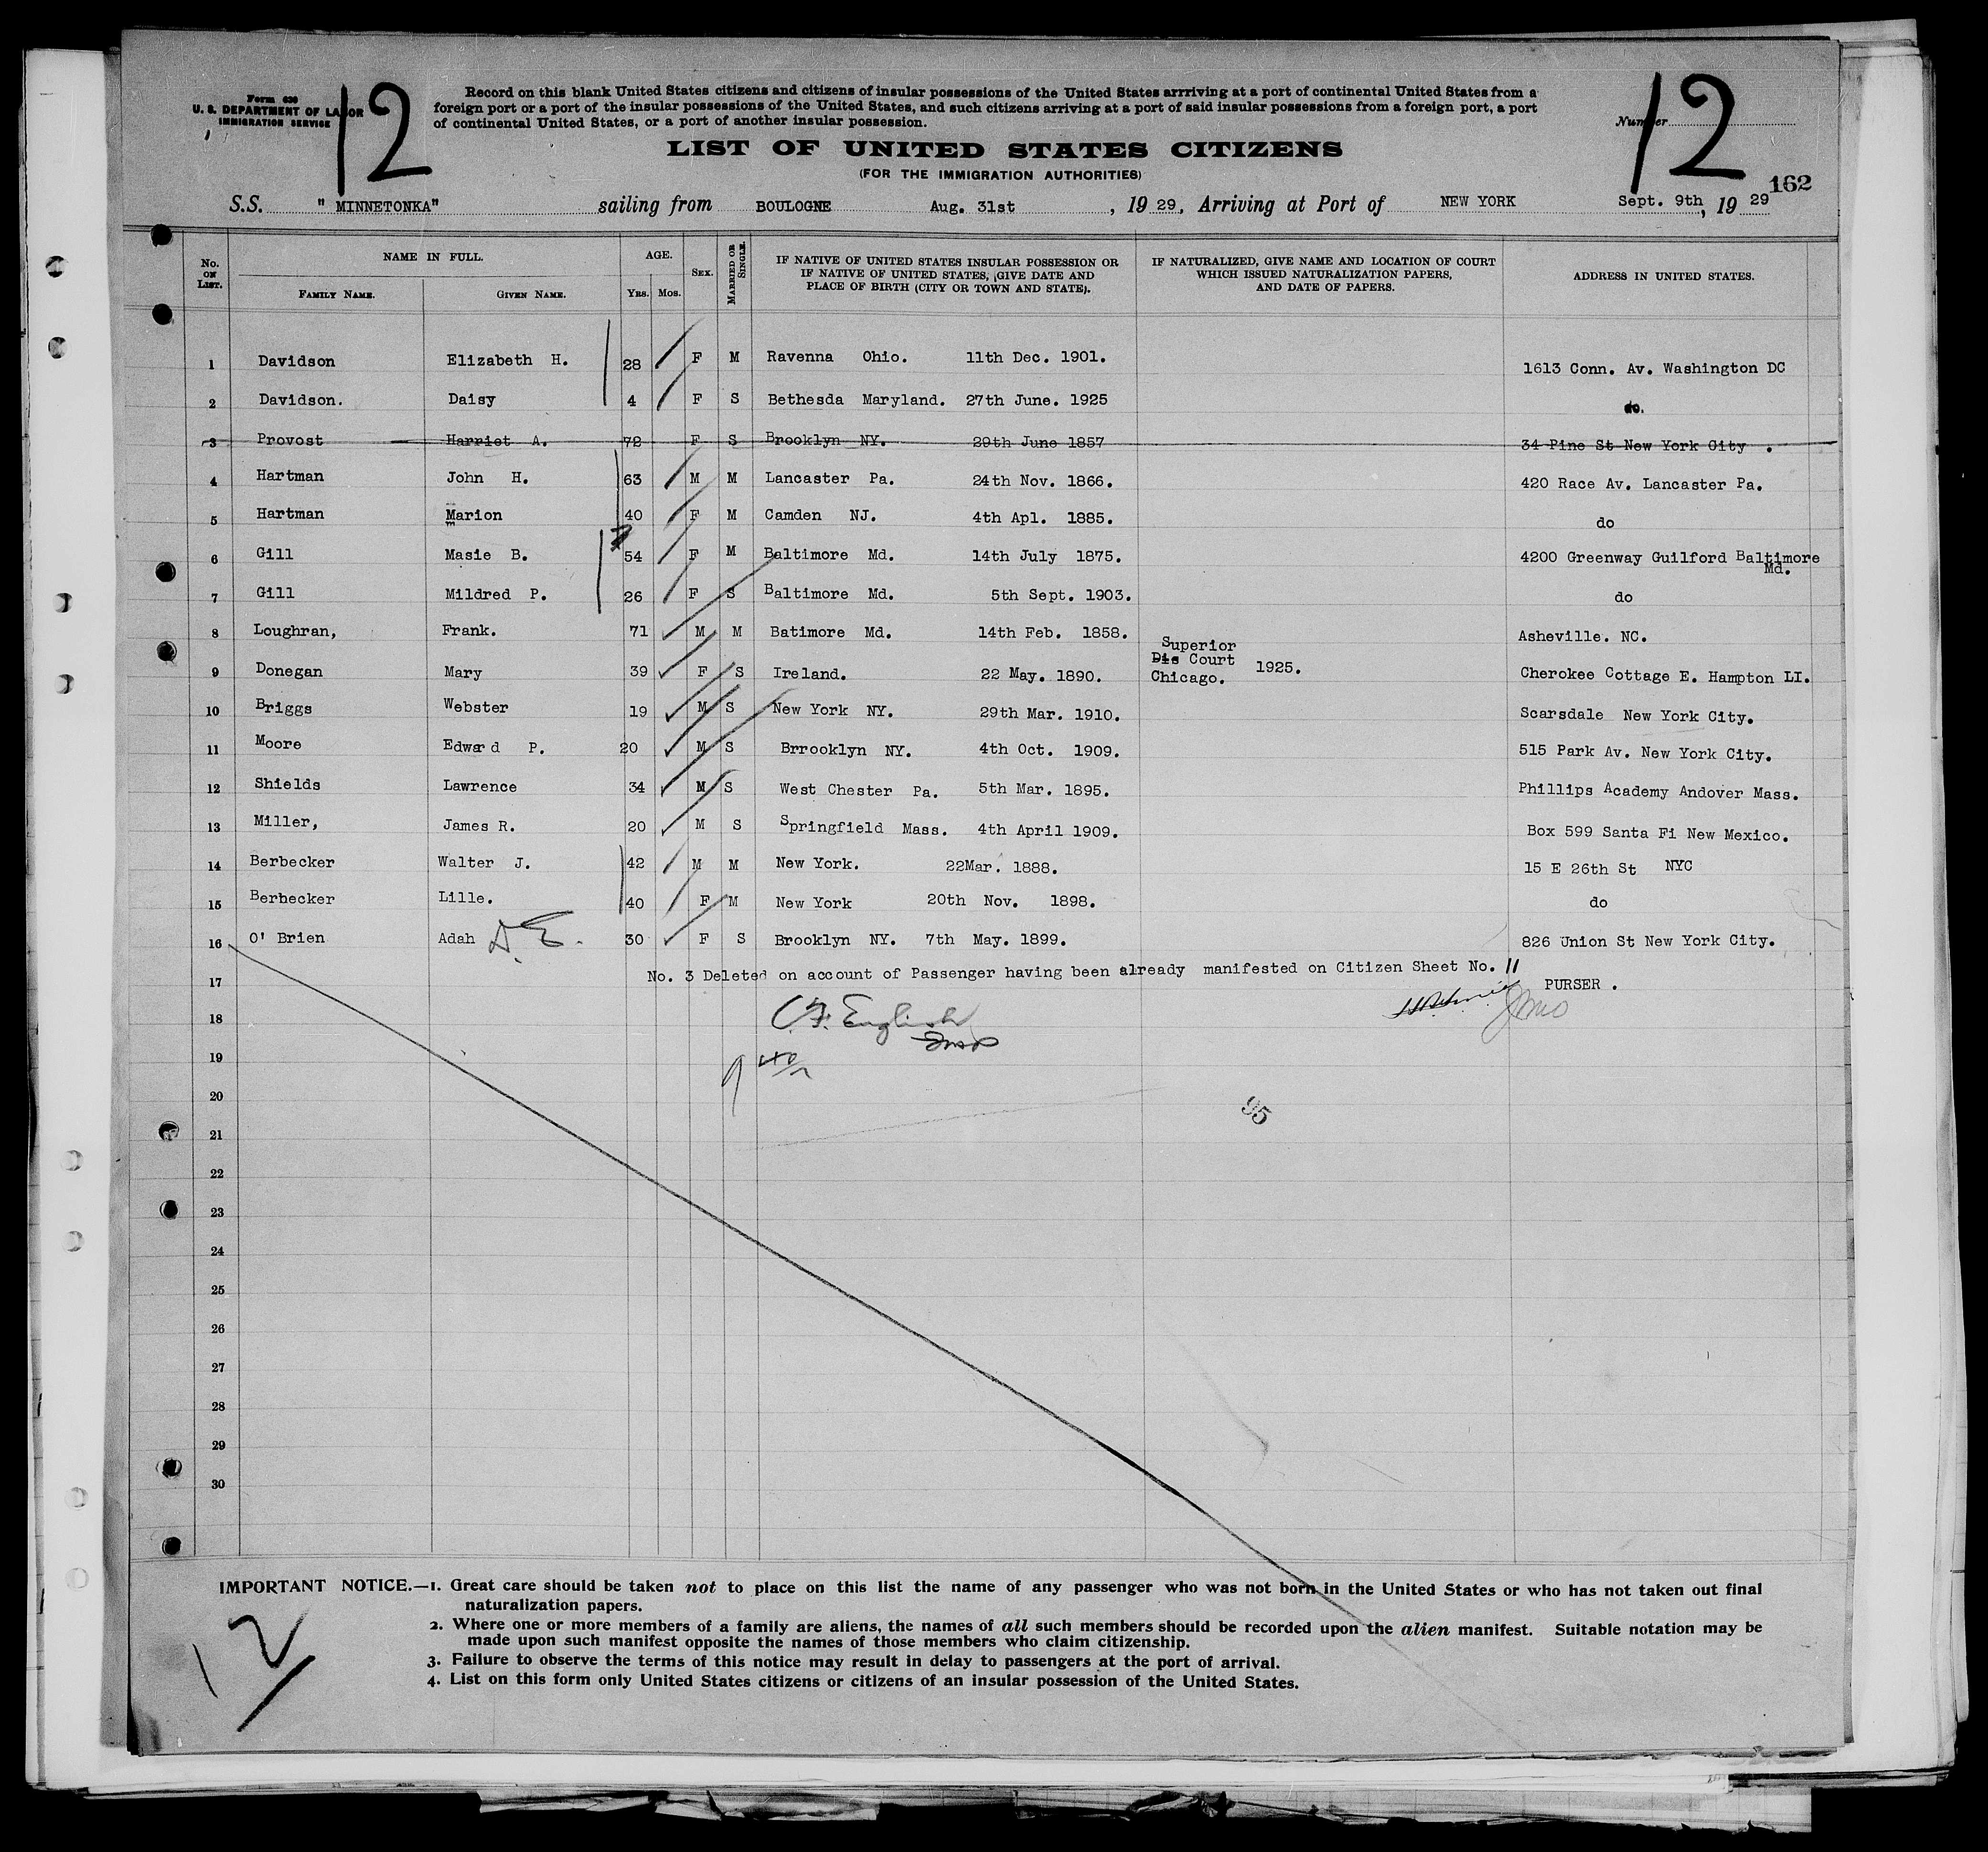 Form 630
U. S. DEPARTMENT OF LABOR
IMMIGRATION SERVICE
12
Record on this blank United States citizens and citizens of insular possessions of the United States arrriving at a port of continental United States from a
foreign port or a port of the insular possessions of the United States, and such citizens arriving at a port of said insular possessions from a foreign port, a port
of continental United States, or a port of another insular possession.
Number
12
LIST OF UNITED STATES CITIZENS
(FOR THE IMMIGRATION AUTHORITIES)
162
S.S. " MINNETONKA" sailing from BOULOGNE Aug. 31st , 19 29, Arriving at Port of NEW YORK Sept. 9th, 19 29
No. ON LIST. NAME IN FULL. FAMILY NAME. GIVEN NAME. AGE. YRS. MOS. SEX. MARRIED OR SINGLE. IF NATIVE OF UNITED STATES INSULAR POSSESSION OR IF NATIVE OF UNITED STATES, GIVE DATE AND PLACE OF BIRTH (CITY OR TOWN AND STATE). IF NATURALIZED, GIVE NAME AND LOCATION OF COURT WHICH ISSUED NATURALIZATION PAPERS, AND DATE OF PAPERS. ADDRESS IN UNITED STATES.
1 Davidson Elizabeth H. 28 F M Ravenna Ohio. 11th Dec. 1901. 1613 Conn. Av. Washington DC
2 Davidson. Daisy 4 F S Bethesda Maryland. 27th June. 1925 do.
3 Provost Harriet A. 72 F S Brooklyn NY. 29th June 1857 34 Pine St New York City .
4 Hartman John H. 63 M M Lancaster Pa. 24th Nov. 1866. 420 Race Av. Lancaster Pa.
5 Hartman Marion 40 F M Camden NJ. 4th Apl. 1885. do
6 Gill Masie B. 54 F M Baltimore Md. 14th July 1875. 4200 Greenway Guilford Baltimore Md.
7 Gill Mildred P. 26 F S Baltimore Md. 5th Sept. 1903. do
8 Loughran, Frank. 71 M M Batimore Md. 14th Feb. 1858. Asheville. NC.
9 Donegan Mary 39 F S Ireland. 22 May. 1890. Superior Dis Court Chicago. 1925. Cherokee Cottage E. Hampton LI.
10 Briggs Webster 19 M S New York NY. 29th Mar. 1910. Scarsdale New York City.
11 Moore Edward P. 20 M S Brrooklyn NY. 4th Oct. 1909. 515 Park Av. New York City.
12 Shields Lawrence 34 M S West Chester Pa. 5th Mar. 1895. Phillips Academy Andover Mass.
13 Miller, James R. 20 M S Springfield Mass. 4th April 1909. Box 599 Santa Fi New Mexico.
14 Berbecker Walter J. 42 M M New York. 22Mar. 1888. 15 E 26th St NYC
15 Berbecker Lille. 40 F M New York 20th Nov. 1898. do
16 O' Brien Adah D.E. 30 F S Brooklyn NY. 7th May. 1899. 826 Union St New York City.
17 No. 3 Deleted on account of Passenger having been already manifested on Citizen Sheet No. 11
PURSER .
18 C.F. English
Insp
19
20
95
21
22
23
24
25
26
27
28
29
30
IMPORTANT NOTICE.—1. Great care should be taken not to place on this list the name of any passenger who was not born in the United States or who has not taken out final
naturalization papers.
2. Where one or more members of a family are aliens, the names of all such members should be recorded upon the alien manifest. Suitable notation may be
made upon such manifest opposite the names of those members who claim citizenship.
3. Failure to observe the terms of this notice may result in delay to passengers at the port of arrival.
4. List on this form only United States citizens or citizens of an insular possession of the United States.
12